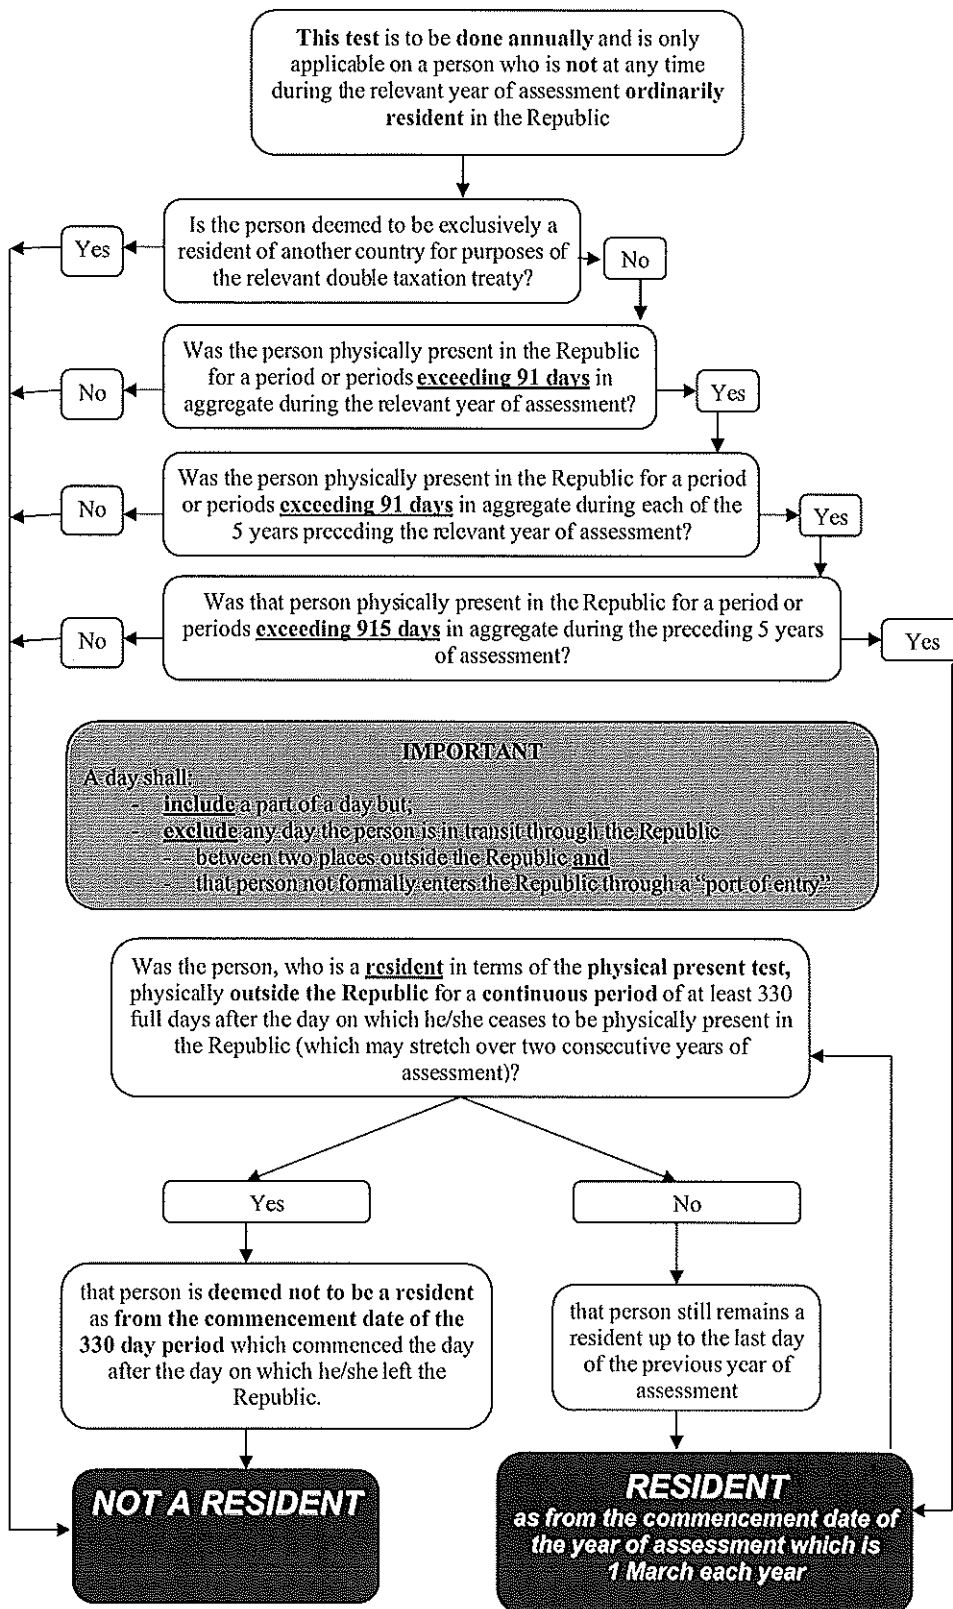 This test is to be done annually and is only
applicable on a person who is not at any time
during the relevant year of assessment ordinarily
resident in the Republic
Is the person deemed to be exclusively a
resident of another country for purposes of
the relevant double taxation treaty?
Yes
No
Was the person physically present in the Republic
for a period or periods exceeding 91 days in
aggregate during the relevant year of assessment?
No
Yes
Was the person physically present in the Republic for a period
or periods exceeding 91 days in aggregate during each of the
5 years preceding the relevant year of assessment?
No
Yes
Was that person physically present in the Republic for a period or
periods exceeding 915 days in aggregate during the preceding 5 years
of assessment?
No
Yes
IMPORTANT
A day shall:
- include a part of a day but;
- exclude any day the person is in transit through the Republic
- between two places outside the Republic and
- that person not formally enters the Republic through a “port of entry”
Was the person, who is a resident in terms of the physical present test,
physically outside the Republic for a continuous period of at least 330
full days after the day on which he/she ceases to be physically present in
the Republic (which may stretch over two consecutive years of
assessment)?
Yes
No
that person is deemed not to be a resident
as from the commencement date of the
330 day period which commenced the day
after the day on which he/she left the
Republic.
that person still remains a
resident up to the last day
of the previous year of
assessment
NOT A RESIDENT
RESIDENT
as from the commencement date of
the year of assessment which is
1 March each year